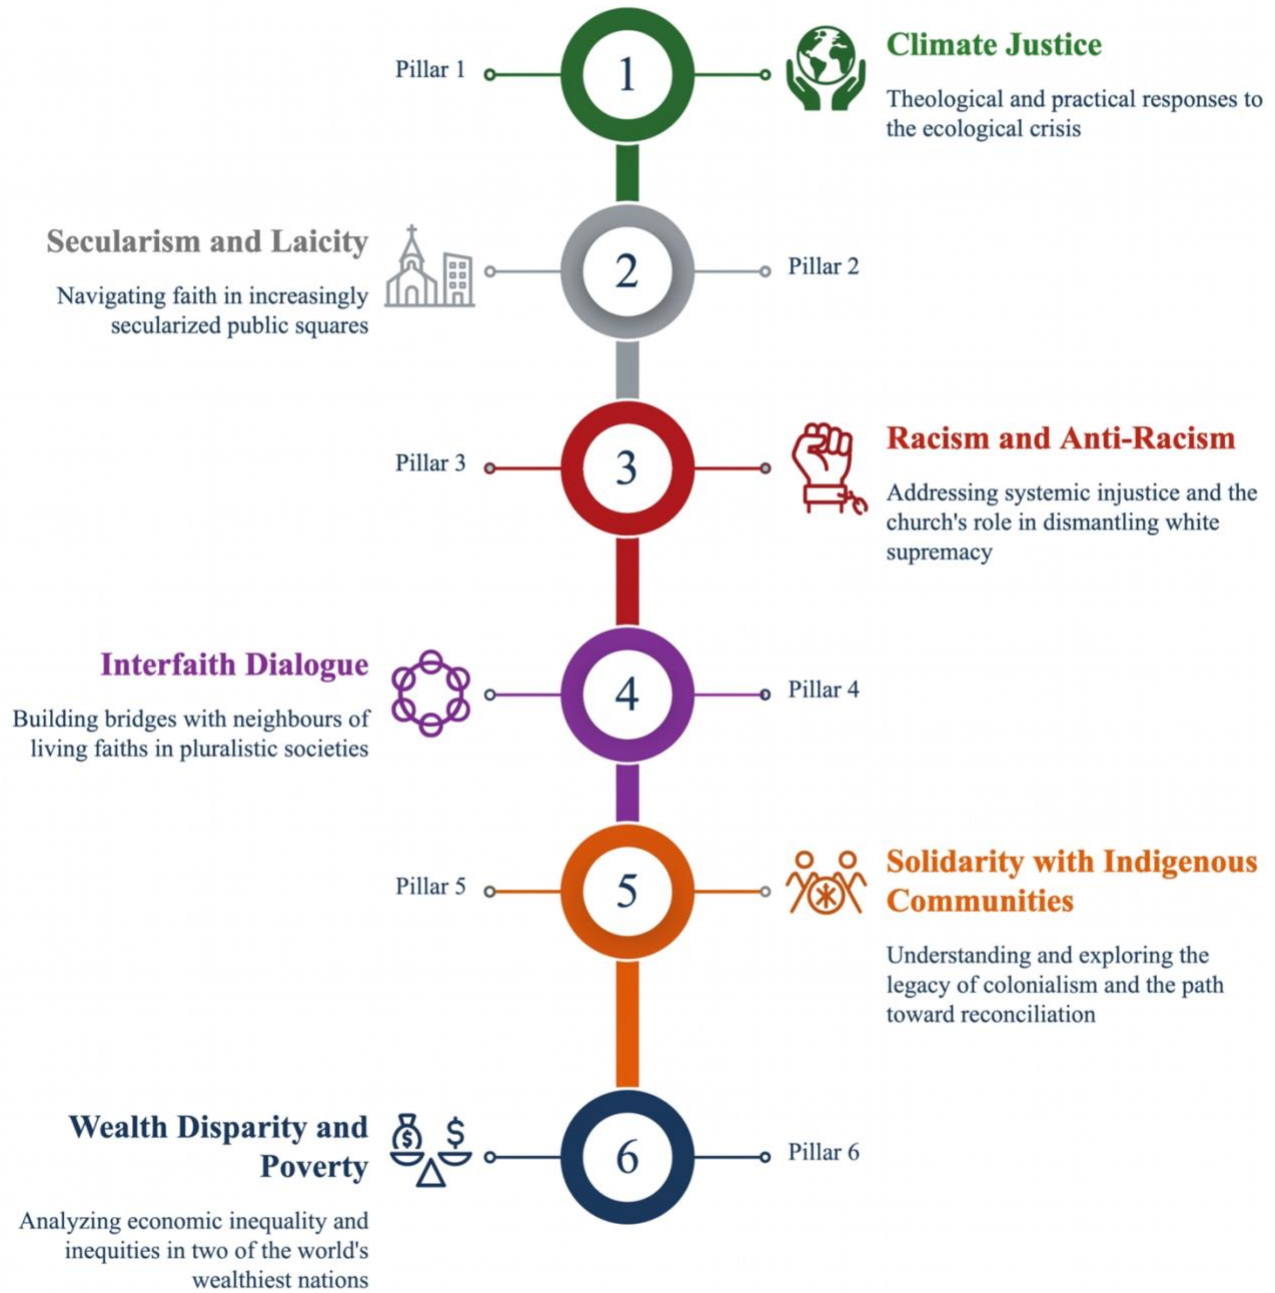 Pillar 1
1
Climate Justice
Theological and practical responses to
the ecological crisis
Secularism and Laicity
Navigating faith in increasingly
secularized public squares
2
Pillar 2
Pillar 3
3
Racism and Anti-Racism
Addressing systemic injustice and the
church's role in dismantling white
supremacy
Interfaith Dialogue
Building bridges with neighbours of
living faiths in pluralistic societies
4
Pillar 4
Pillar 5
5
Solidarity with Indigenous
Communities
Understanding and exploring the
legacy of colonialism and the path
toward reconciliation
Wealth Disparity and
Poverty
Analyzing economic inequality and
inequities in two of the world's
wealthiest nations
$
$
6
Pillar 6